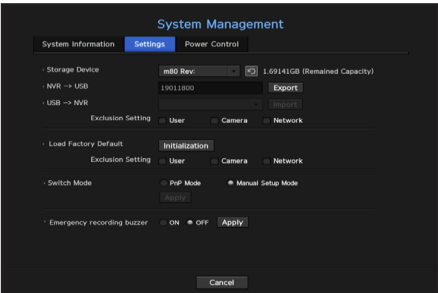 System Management
System Information Settings Power Control
Storage Device m80 Rev: 1.69141GB (Remained Capacity)
NVR -> USB 19011800 Export
USB -> NVR Import
Exclusion Setting User Camera Network
Load Factory Default Initialization
Exclusion Setting User Camera Network
Switch Mode PnP Mode Manual Setup Mode
Apply
Emergency recording buzzer ON OFF Apply
Cancel